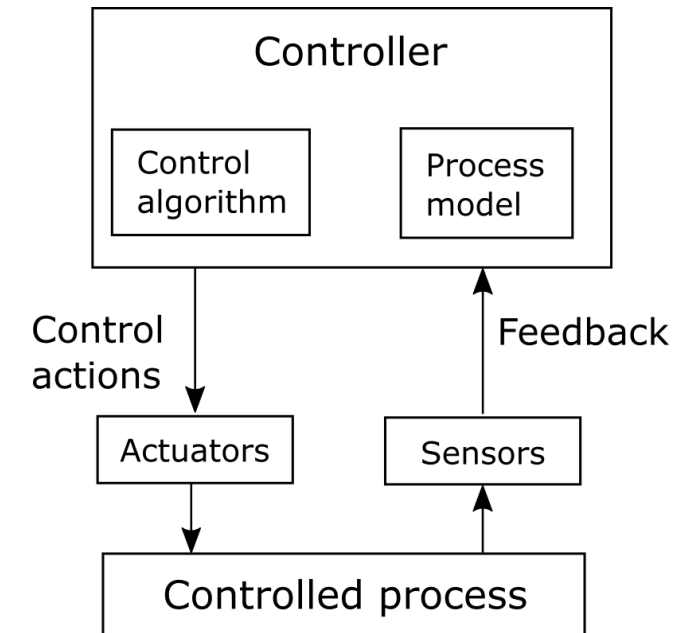 Controller
Control
algorithm
Process
model
Control
actions
Feedback
Actuators
Sensors
Controlled process